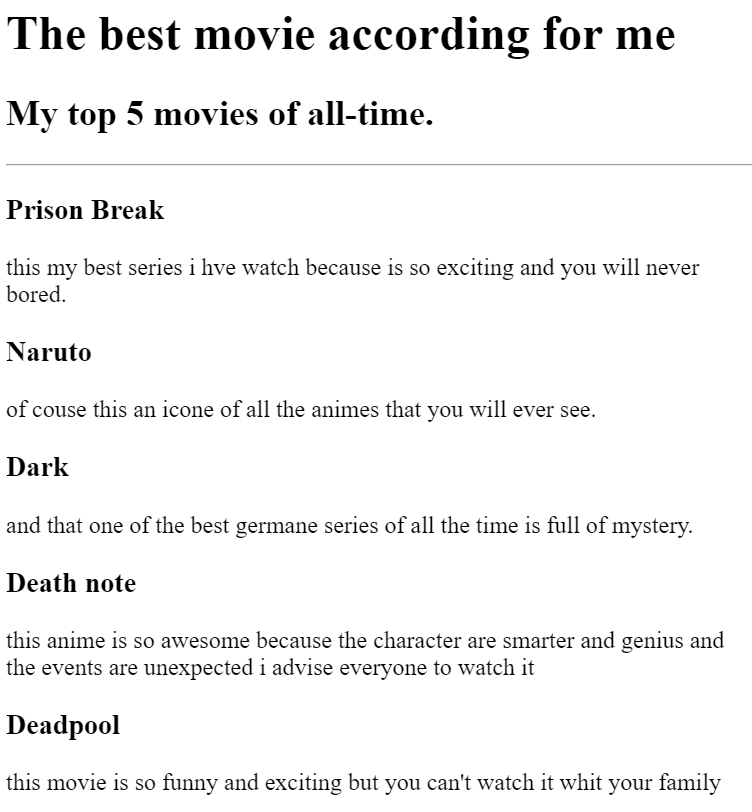 The best movie according for me
My top 5 movies of all-time.
Prison Break
this my best series i hve watch because is so exciting and you will never
bored.
Naruto
of couse this an icone of all the animes that you will ever see.
Dark
and that one of the best germane series of all the time is full of mystery.
Death note
this anime is so awesome because the character are smarter and genius and
the events are unexpected i advise everyone to watch it
Deadpool
this movie is so funny and exciting but you can't watch it whit your family